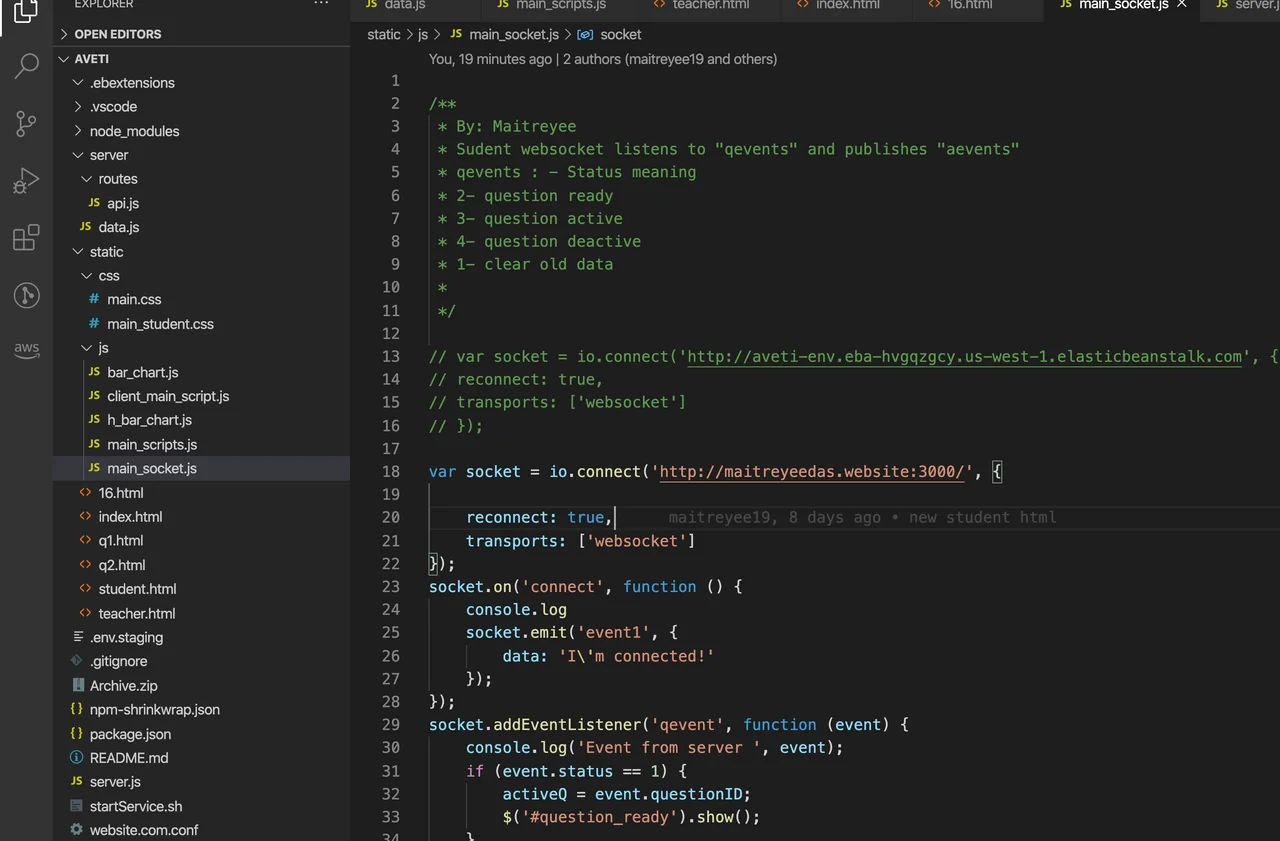 EXPLORER ...
OPEN EDITORS
AVETI
.ebextensions
.vscode
node_modules
server
routes
JS api.js
JS data.js
static
css
# main.css
# main_student.css
js
JS bar_chart.js
JS client_main_script.js
JS h_bar_chart.js
JS main_scripts.js
JS main_socket.js
<> 16.html
<> index.html
<> q1.html
<> q2.html
<> student.html
<> teacher.html
.env.staging
.gitignore
Archive.zip
{} npm-shrinkwrap.json
{} package.json
README.md
JS server.js
startService.sh
website.com.conf
aws
JS data.js JS main_scripts.js <> teacher.html <> index.html <> 16.html JS main_socket.js × JS server.j
static > js > JS main_socket.js > socket
You, 19 minutes ago | 2 authors (maitreyee19 and others)
1
2 /**
3 * By: Maitreyee
4 * Sudent websocket listens to "qevents" and publishes "aevents"
5 * qevents : - Status meaning
6 * 2- question ready
7 * 3- question active
8 * 4- question deactive
9 * 1- clear old data
10 *
11 */
12
13 // var socket = io.connect('http://aveti-env.eba-hvgqzgcy.us-west-1.elasticbeanstalk.com', {
14 // reconnect: true,
15 // transports: ['websocket']
16 // });
17
18 var socket = io.connect('http://maitreyeedas.website:3000/', {
19
20 reconnect: true, maitreyee19, 8 days ago • new student html
21 transports: ['websocket']
22 });
23 socket.on('connect', function () {
24 console.log
25 socket.emit('event1', {
26 data: 'I\'m connected!'
27 });
28 });
29 socket.addEventListener('qevent', function (event) {
30 console.log('Event from server ', event);
31 if (event.status == 1) {
32 activeQ = event.questionID;
33 $('#question_ready').show();
34 }